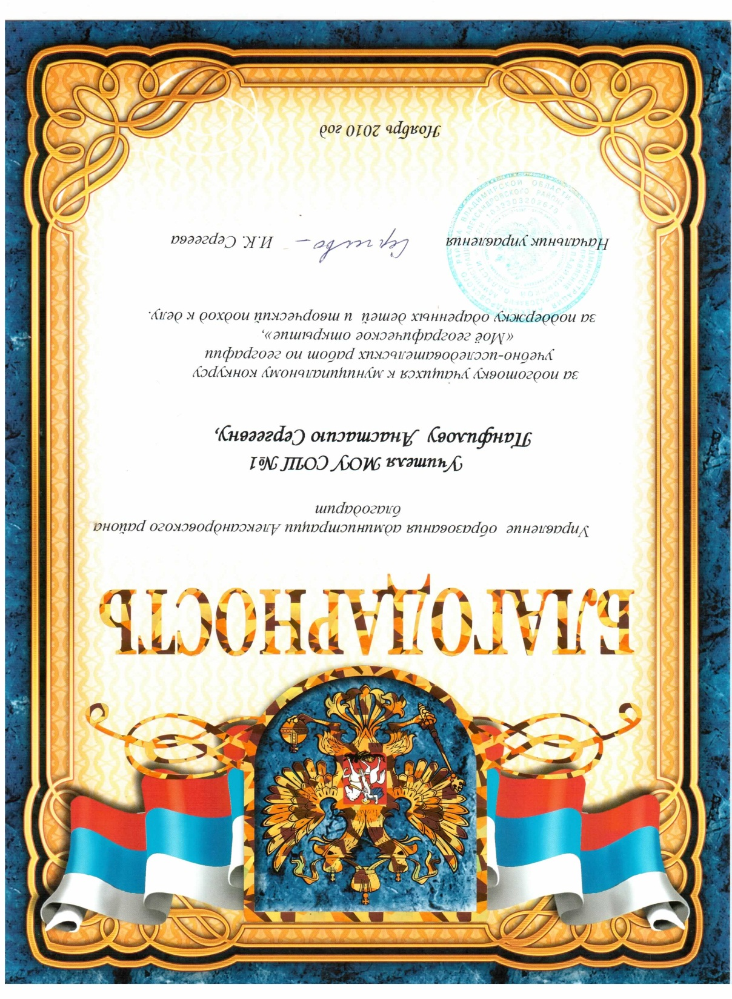 БЛАГОДАРНОСТЬ
Управление образования администрации Александровского района
благодарит
Учителя МОУ СОШ №1
Панфилову Анастасию Сергеевну,
за подготовку учащихся к муниципальному конкурсу
учебно-исследовательских работ по географии
«Моё географическое открытие»,
за поддержку одаренных детей и творческий подход к делу.
Начальник управления И.К. Сергеева
Ноябрь 2010 год